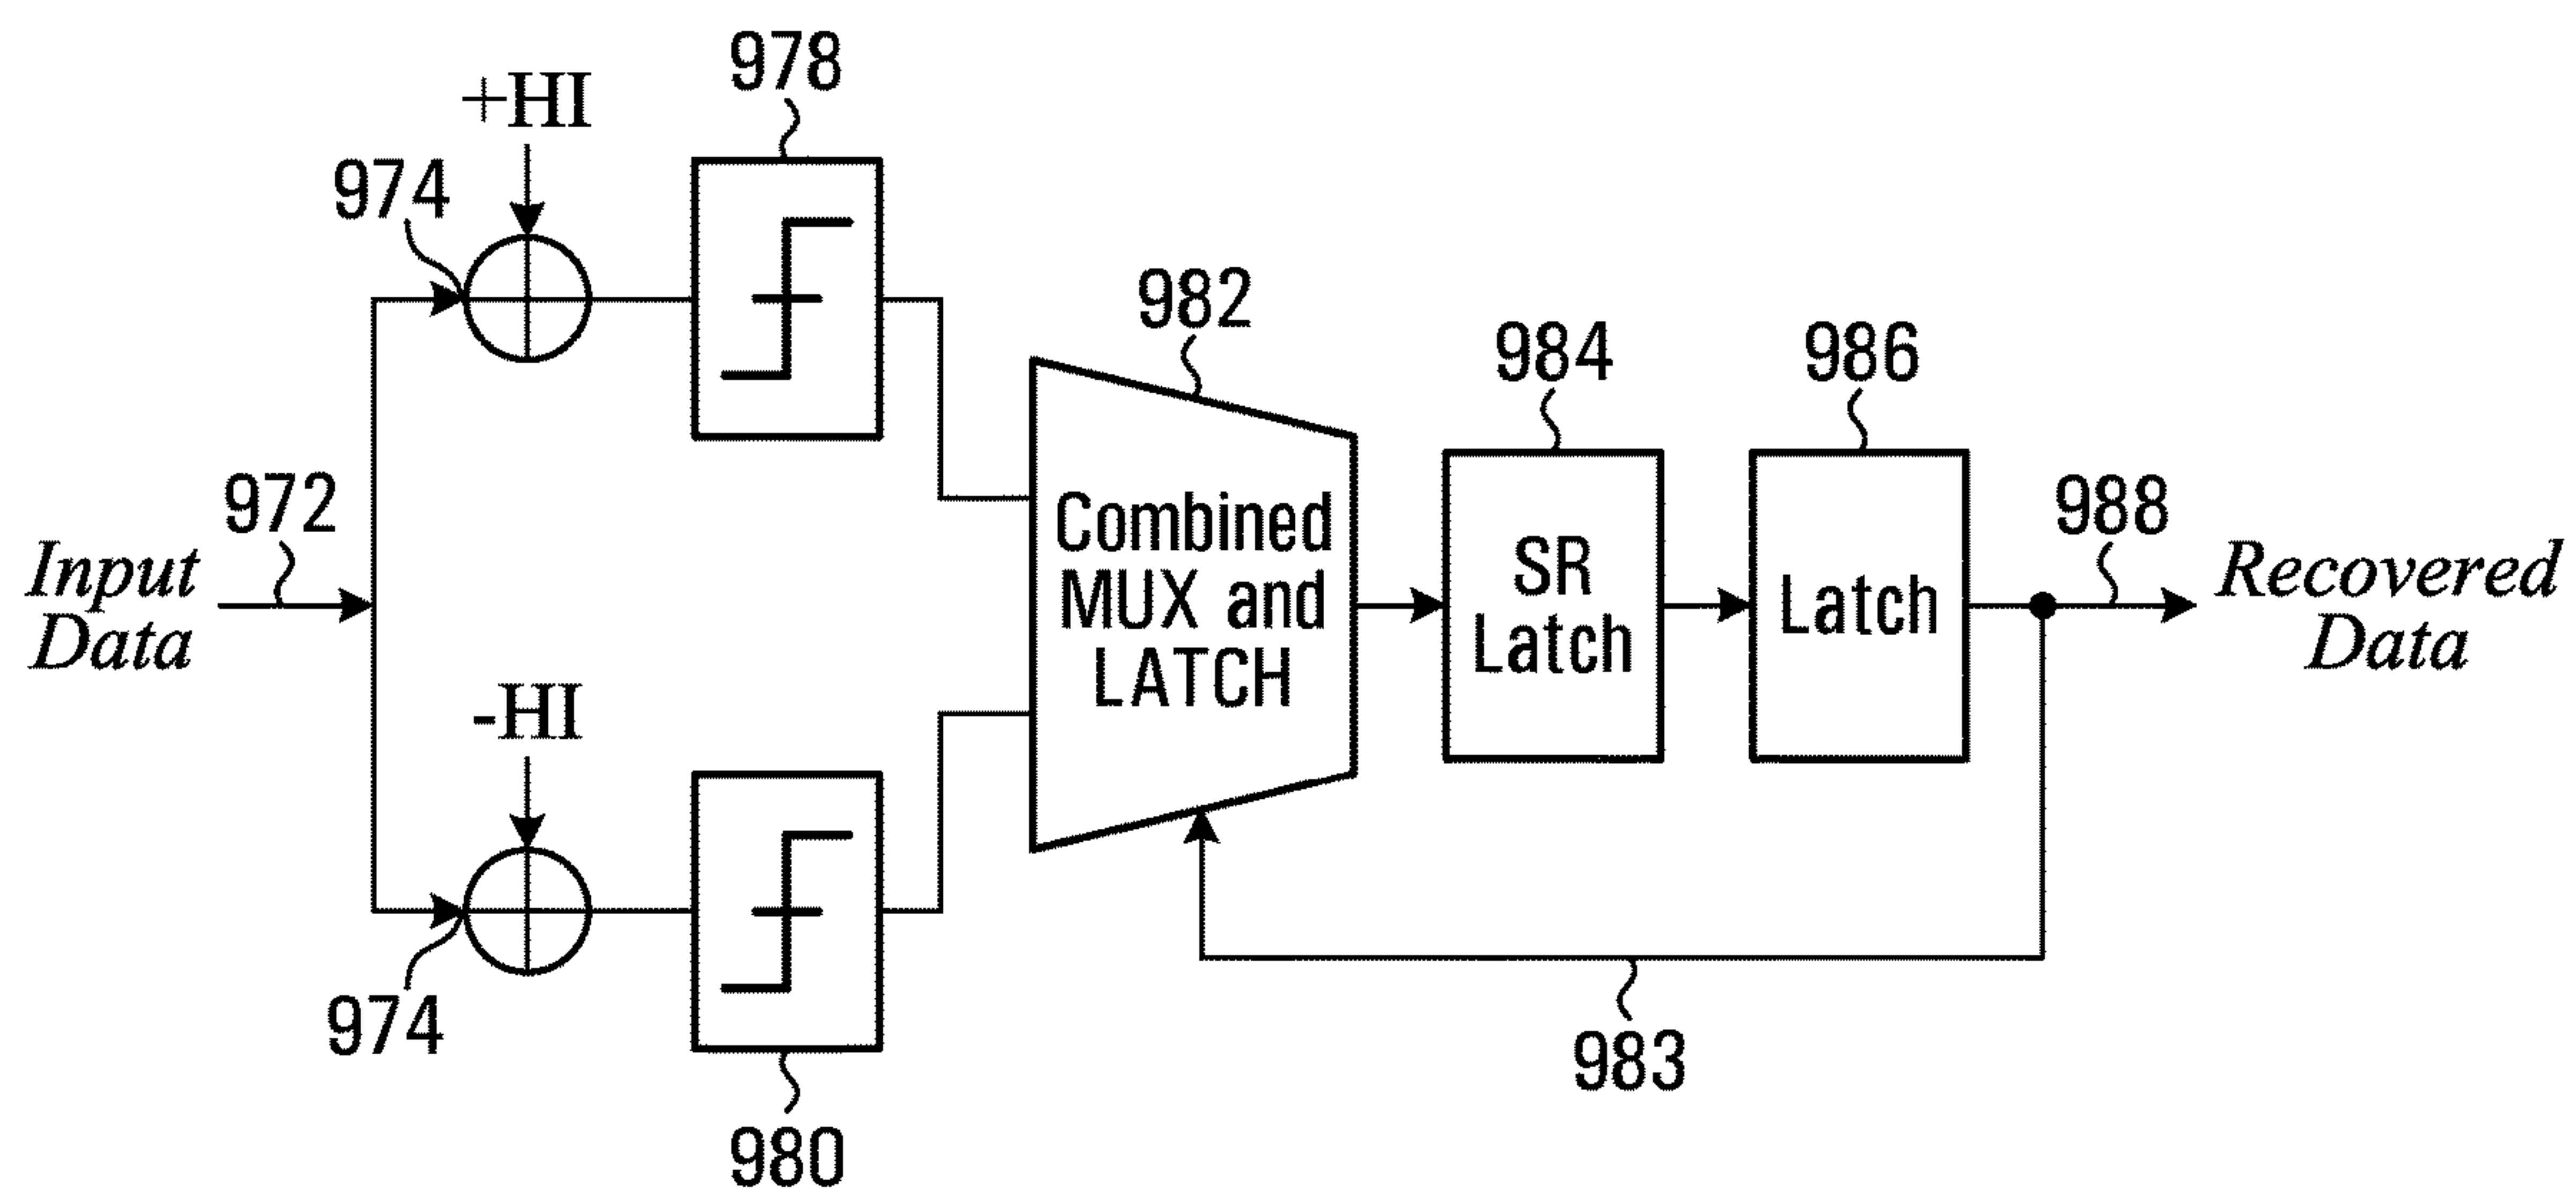 978
+HI
974
982
984
986
972
988
Input
Data
Combined
MUX and
LATCH
SR
Latch
Latch
Recovered
Data
-HI
974
983
980